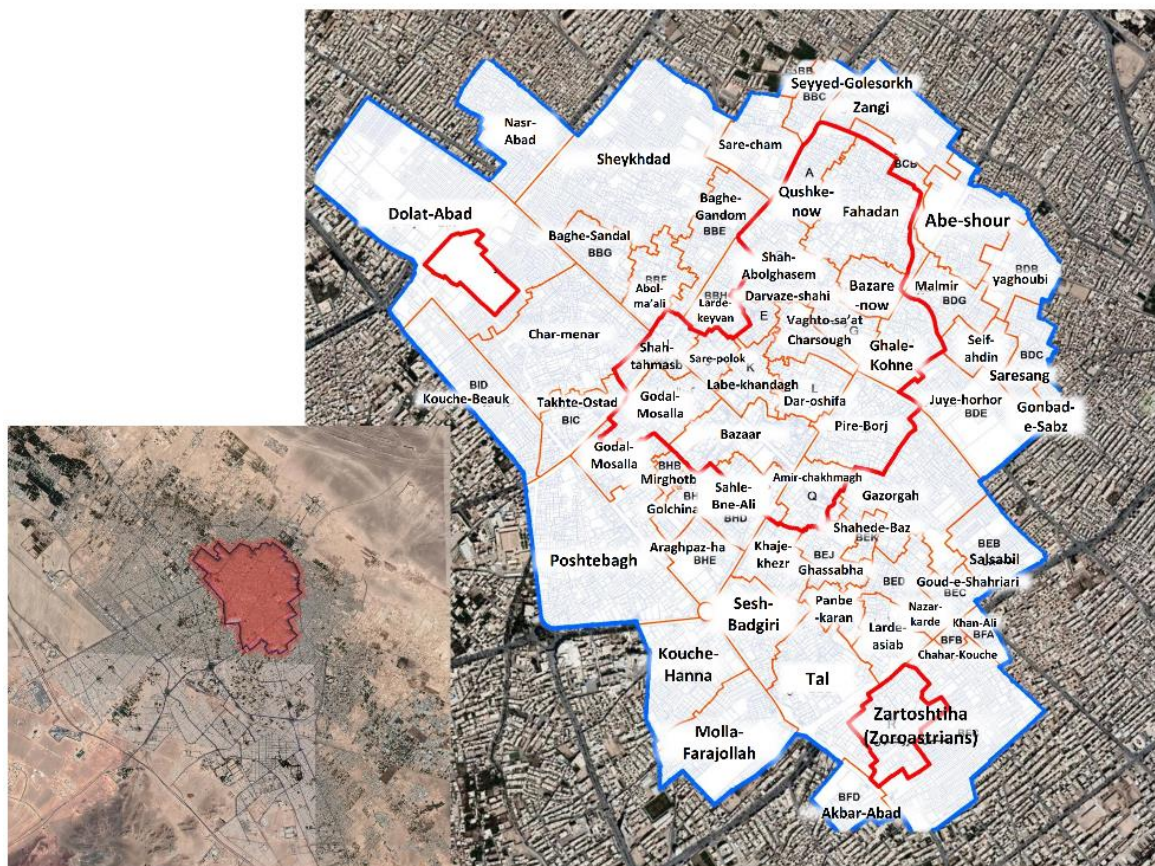 BB
Seyyed-Golesorkh
BBC
Zangi
Nasr-
Abad
Sare-cham
Sheykhdad
BCB
A
Qushke-
now
Baghe-
Gandom
BBE
Fahadan
Abe-shour
Dolat-Abad
Baghe-Sandal
BBG
Shah-
Abolghasem
BDB
yaghoubi
BBF
Abol-
ma'ali
BBH
Larde-
keyvan
Darvaze-shahi
E
Bazare
-now
Malmir
BDG
Vaghto-sa'at
G
Charsough
Char-menar
Ghale-
Kohne
Seif-
ahdin
BDC
Saresang
Shah-
tahmasb
Sare-polok
K
Labe-khandagh
L
Dar-oshifa
BID
Kouche-Beauk
Takhte-Ostad
BIC
Godal-
Mosalla
Juye-horhor
BDE
Gonbad-
e-Sabz
Pire-Borj
Bazaar
Godal-
Mosalla
BHB
Mirghotb
BH
Golchina
Sahle-
Bne-Ali
BHD
Amir-chakhmagh
Q
Gazorgah
Shahede-Baz
BEK
Araghpaz-ha
BHE
Khaje-
khezr
BEJ
Ghassabha
BEB
Salsabil
Poshtebagh
BED
Goud-e-Shahriari
BEC
Sesh-
Badgiri
Panbe
-karan
Nazar-
karde
Khan-Ali
BFA
Larde-
asiab
BFB
Chahar-Kouche
Kouche-
Hanna
Tal
Zartoshtiha
R
(Zoroastrians)
Molla-
Farajollah
BFD
Akbar-Abad